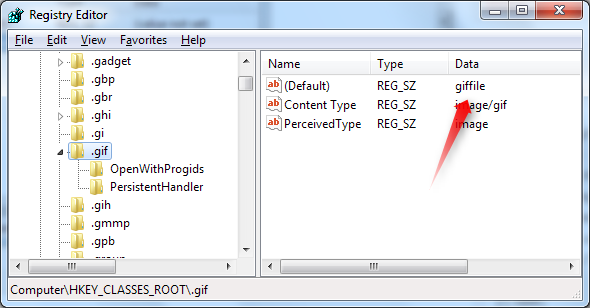 Registry Editor
File Edit View Favorites Help
.gadget
.gbp
.gbr
.ghi
.gi
.gif
OpenWithProgids
PersistentHandler
.gih
.gmmp
.gpb
.group
Name Type Data
(Default) REG_SZ giffile
Content Type REG_SZ image/gif
PerceivedType REG_SZ image
Computer\HKEY_CLASSES_ROOT\.gif